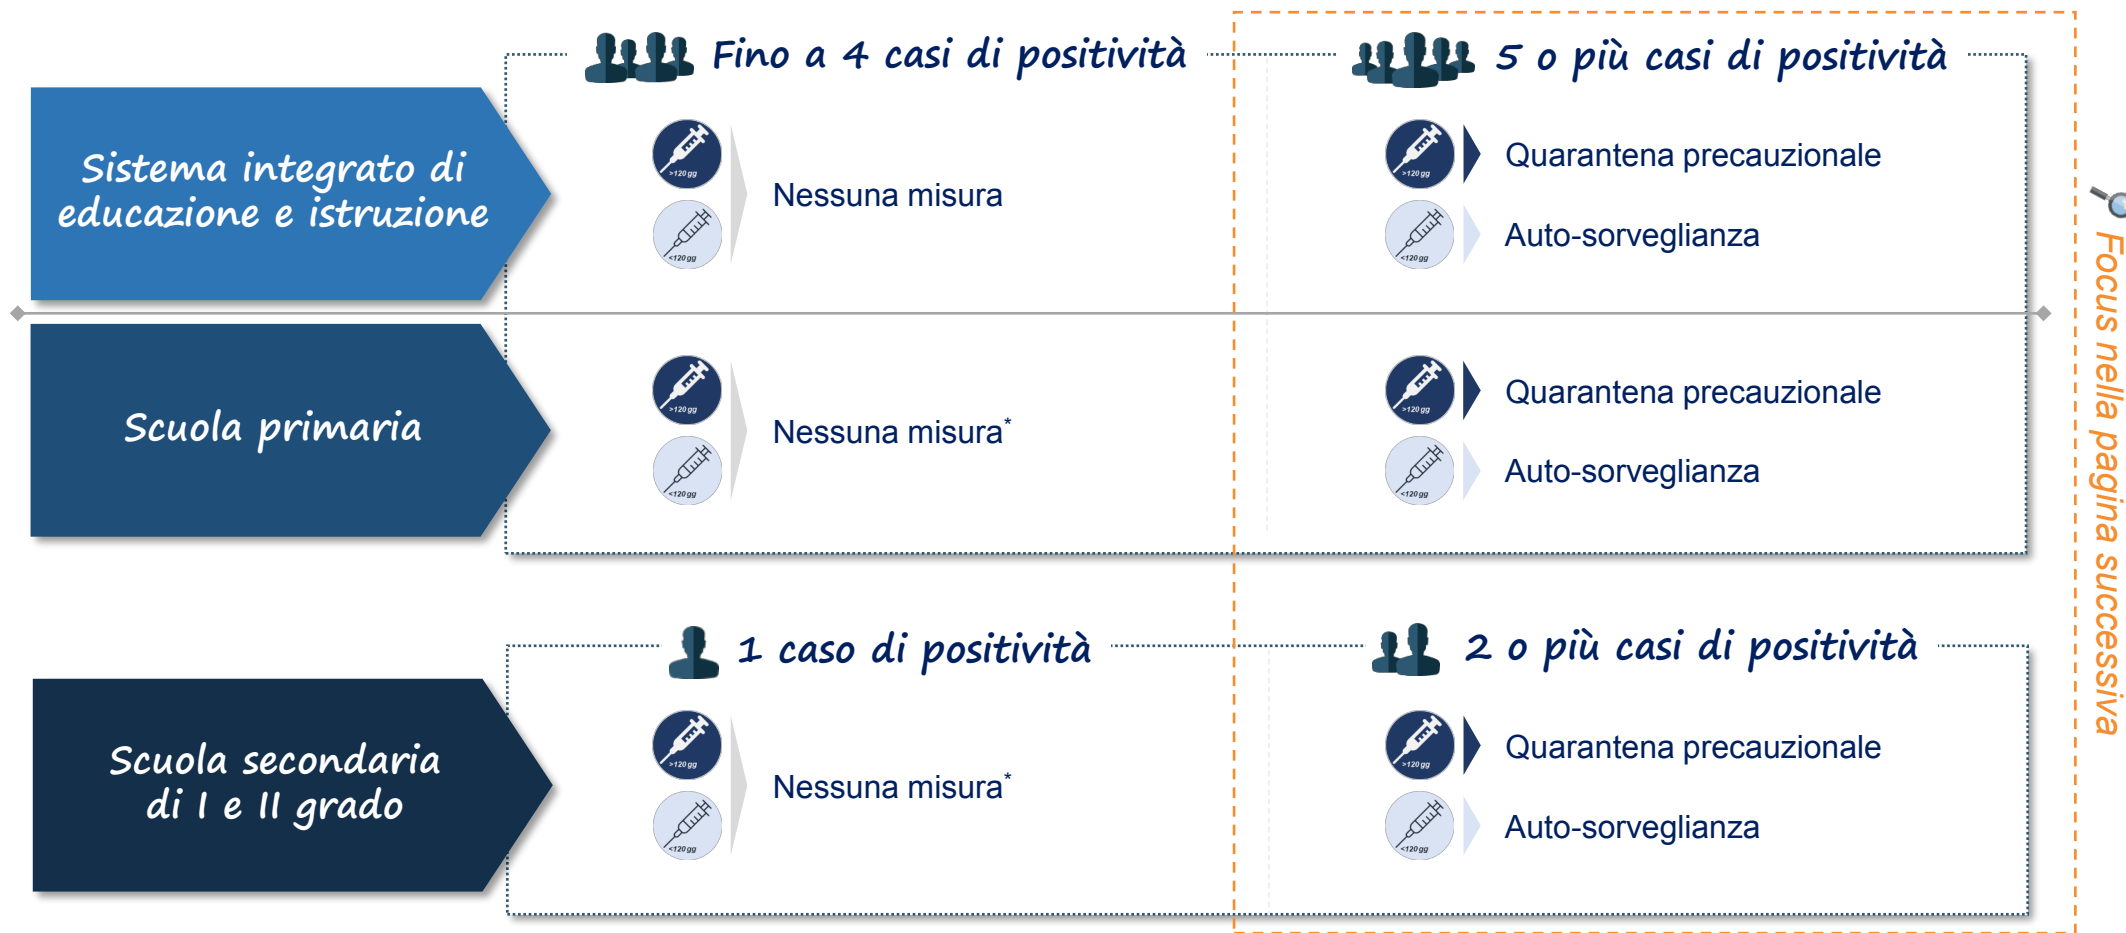 Fino a 4 casi di positività
5 o più casi di positività
Sistema integrato di
educazione e istruzione
>120 gg
<120 gg
Nessuna misura
>120 gg
Quarantena precauzionale
<120 gg
Auto-sorveglianza
Scuola primaria
>120 gg
<120 gg
Nessuna misura*
>120 gg
Quarantena precauzionale
<120 gg
Auto-sorveglianza
1 caso di positività
2 o più casi di positività
Scuola secondaria
di I e II grado
>120 gg
<120 gg
Nessuna misura*
>120 gg
Quarantena precauzionale
<120 gg
Auto-sorveglianza
Focus nella pagina successiva